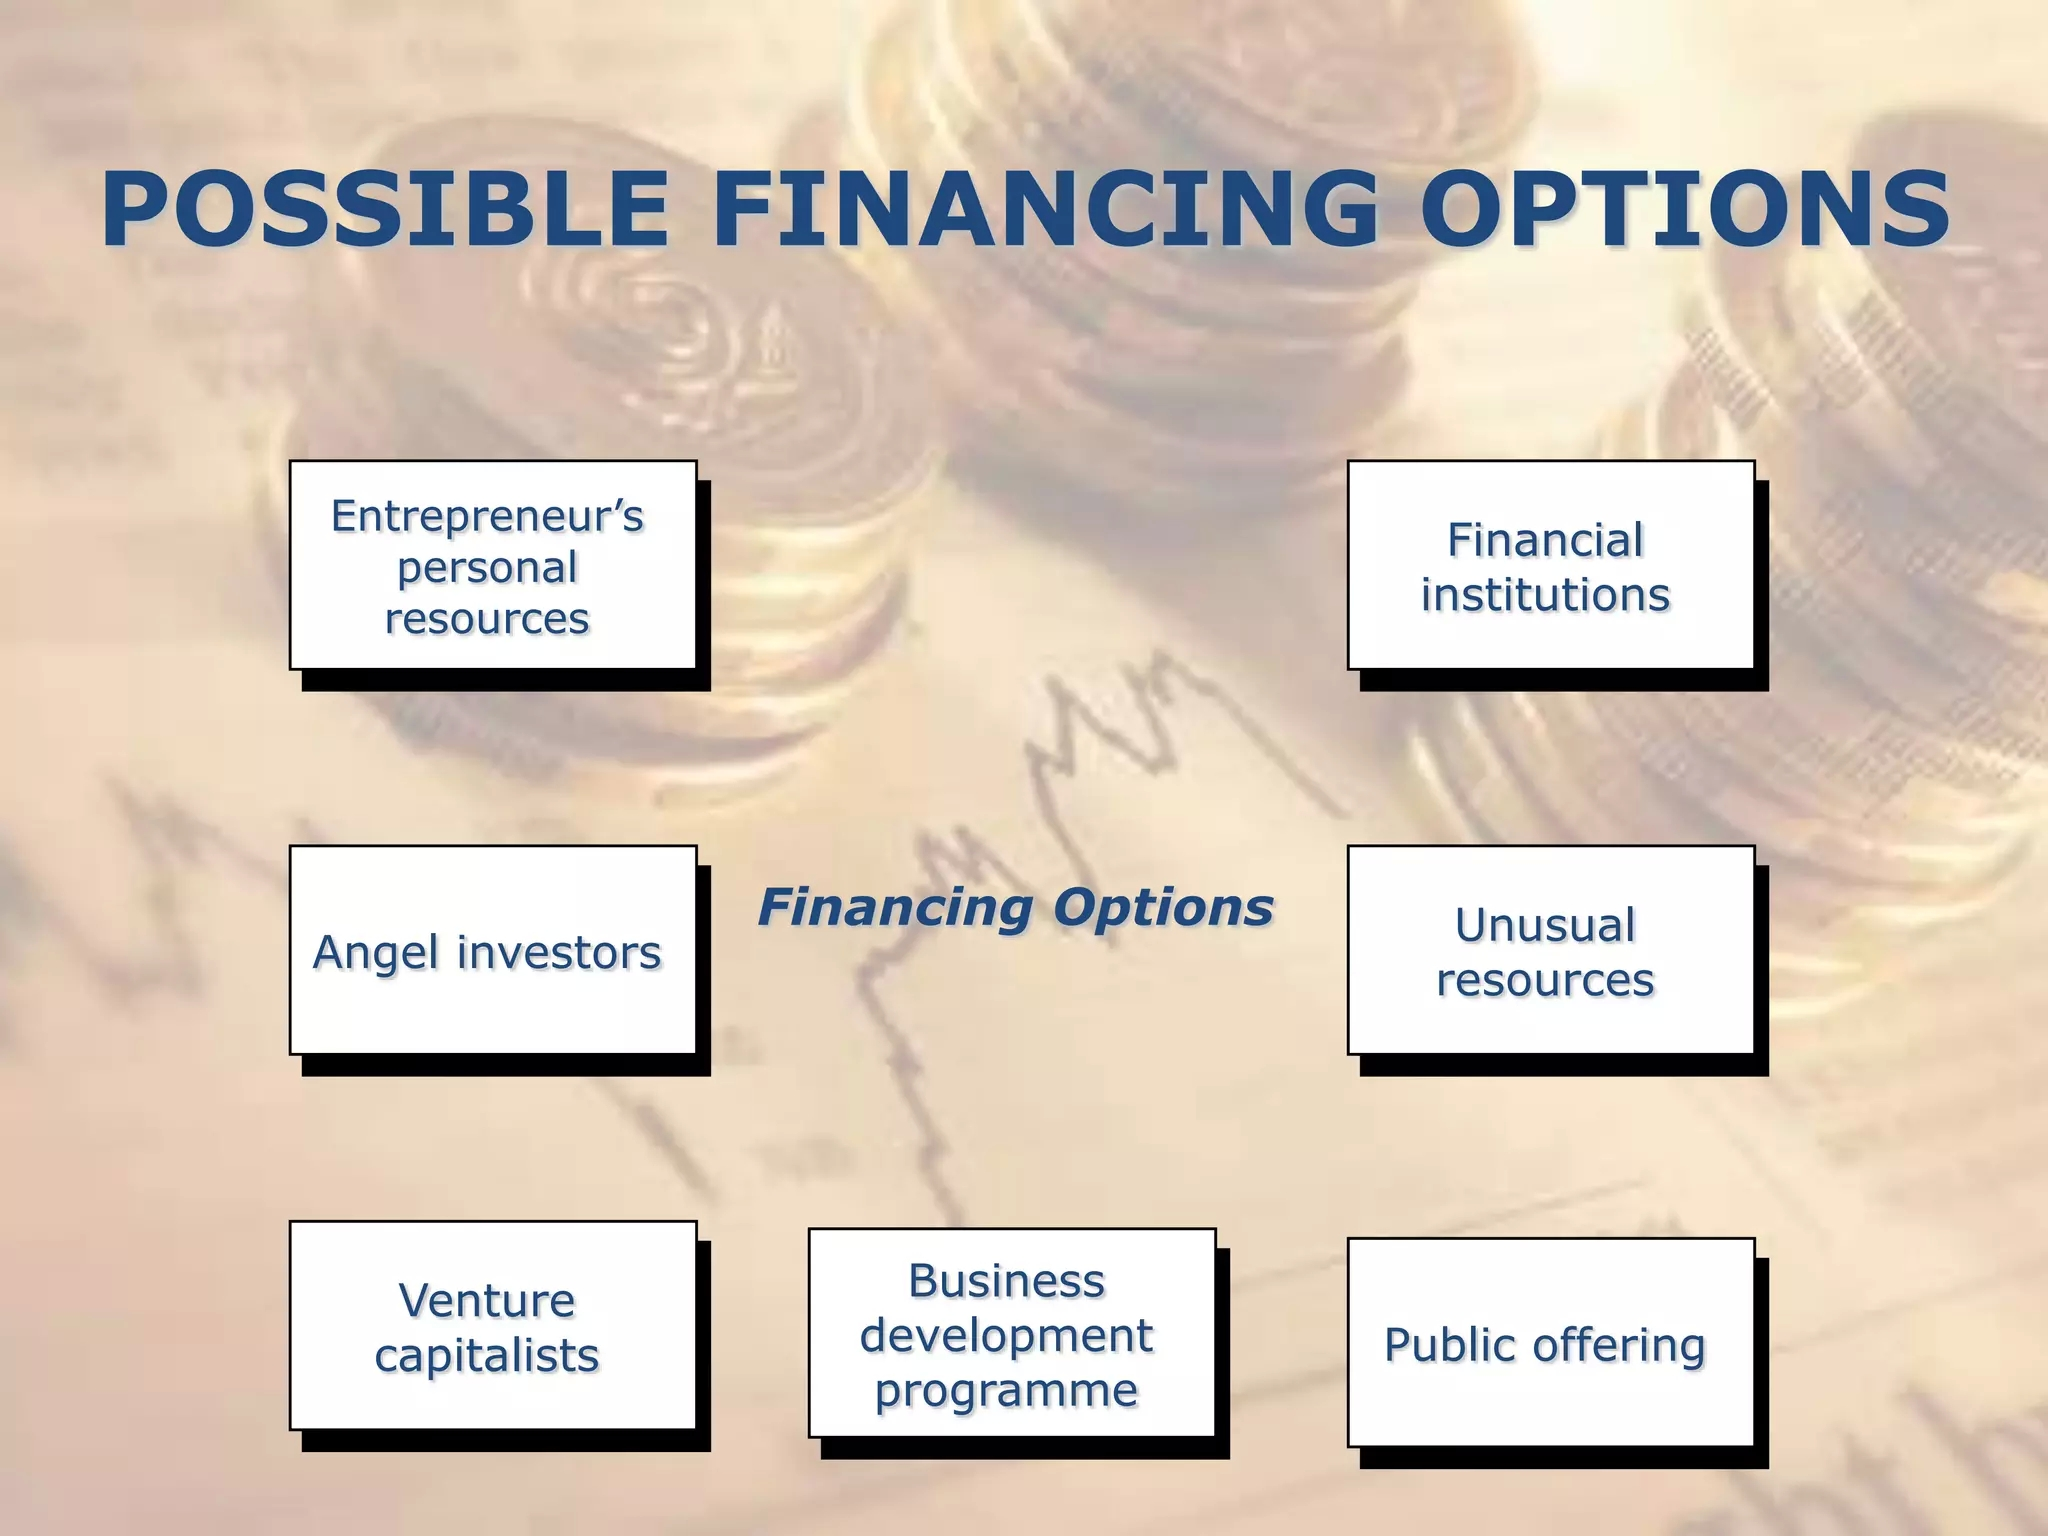 POSSIBLE FINANCING OPTIONS
Entrepreneur’s
personal
resources
Financial
institutions
Angel investors
Financing Options
Unusual
resources
Venture
capitalists
Business
development
programme
Public offering